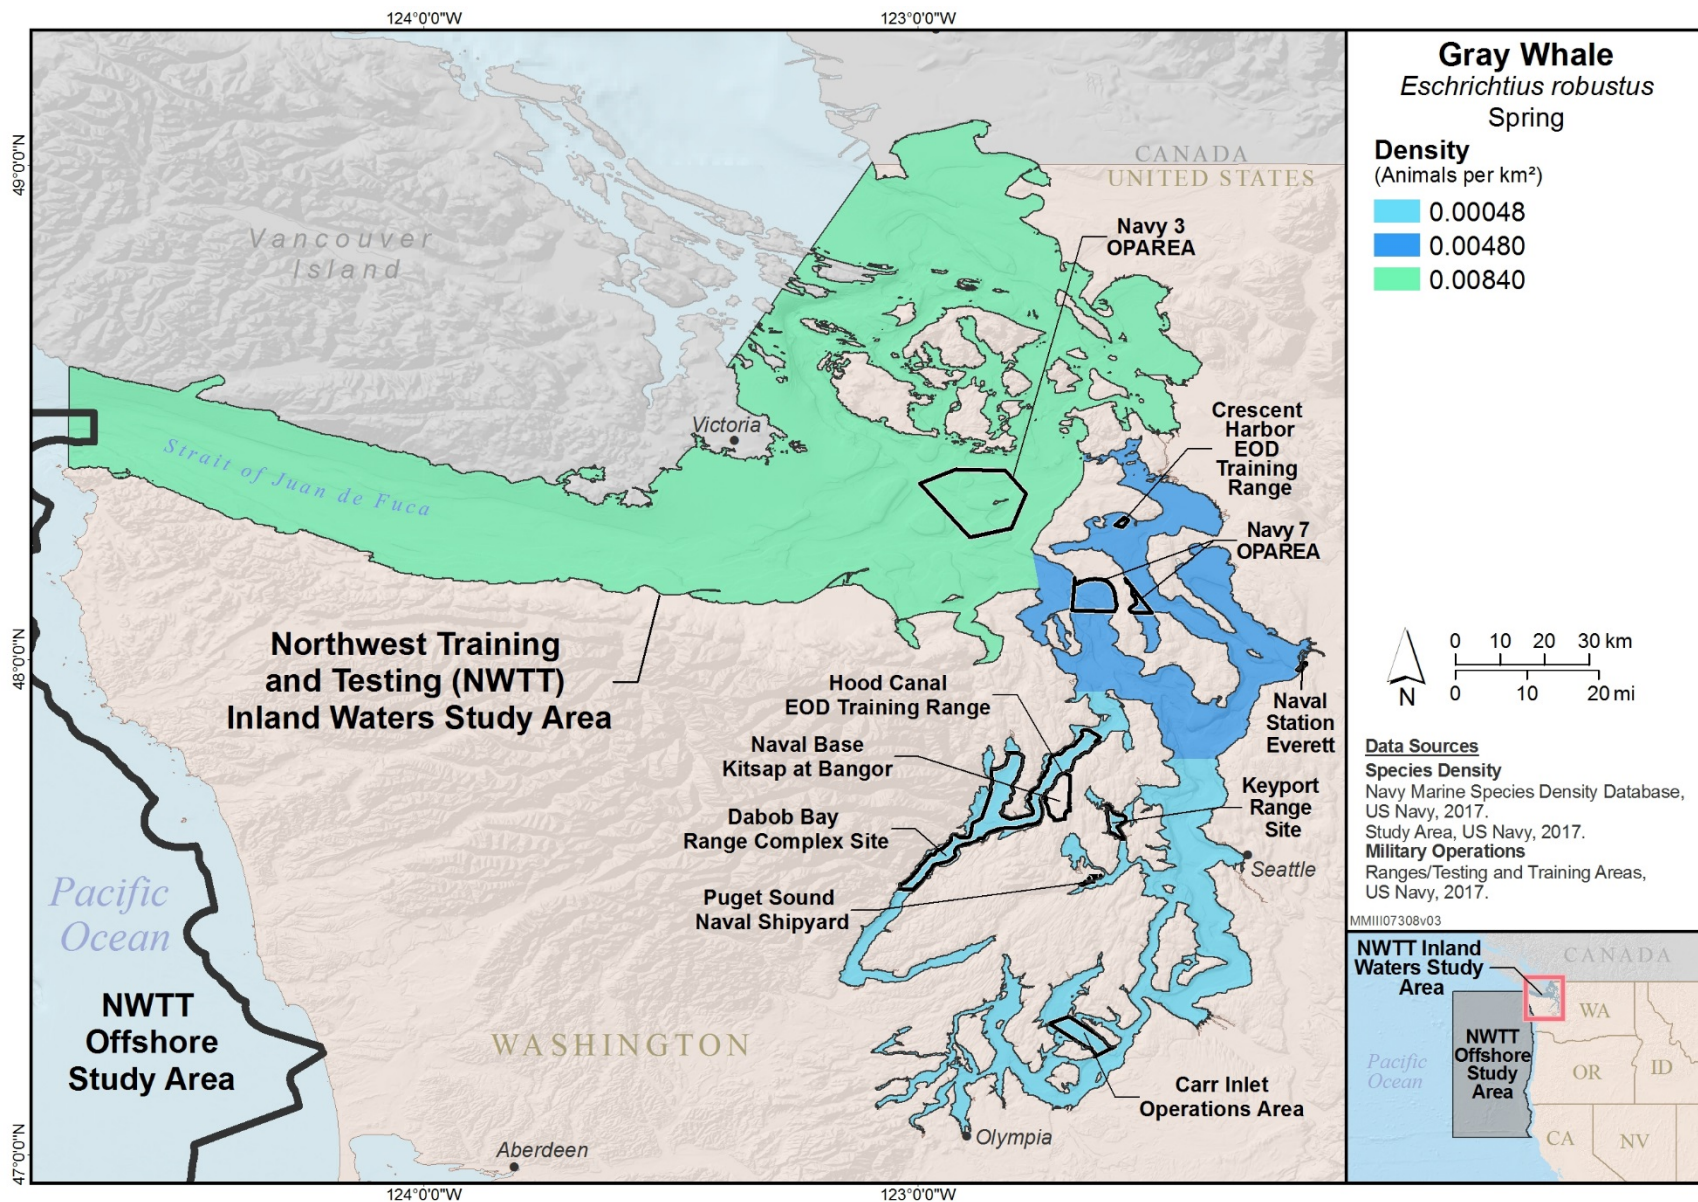 124°0'0"W
123°0'0"W
49°0'0"N
48°0'0"N
47°0'0"N
CANADA
UNITED STATES
Vancouver
Island
Navy 3
OPAREA
Victoria
Strait of Juan de Fuca
Crescent
Harbor
EOD
Training
Range
Navy 7
OPAREA
Northwest Training
and Testing (NWTT)
Inland Waters Study Area
Hood Canal
EOD Training Range
Naval Base
Kitsap at Bangor
Dabob Bay
Range Complex Site
Puget Sound
Naval Shipyard
Naval
Station
Everett
Keyport
Range
Site
Seattle
Pacific
Ocean
NWTT
Offshore
Study Area
WASHINGTON
Carr Inlet
Operations Area
Olympia
Aberdeen
124°0'0"W
123°0'0"W
Gray Whale
Eschrichtius robustus
Spring
Density
(Animals per km²)
0.00048
0.00480
0.00840
N
0 10 20 30 km
0 10 20 mi
Data Sources
Species Density
Navy Marine Species Density Database,
US Navy, 2017.
Study Area, US Navy, 2017.
Military Operations
Ranges/Testing and Training Areas,
US Navy, 2017.
MMIII07308v03
NWTT Inland
Waters Study
Area
CANADA
WA
NWTT
Offshore
Study
Area
Pacific
Ocean
OR
ID
CA
NV